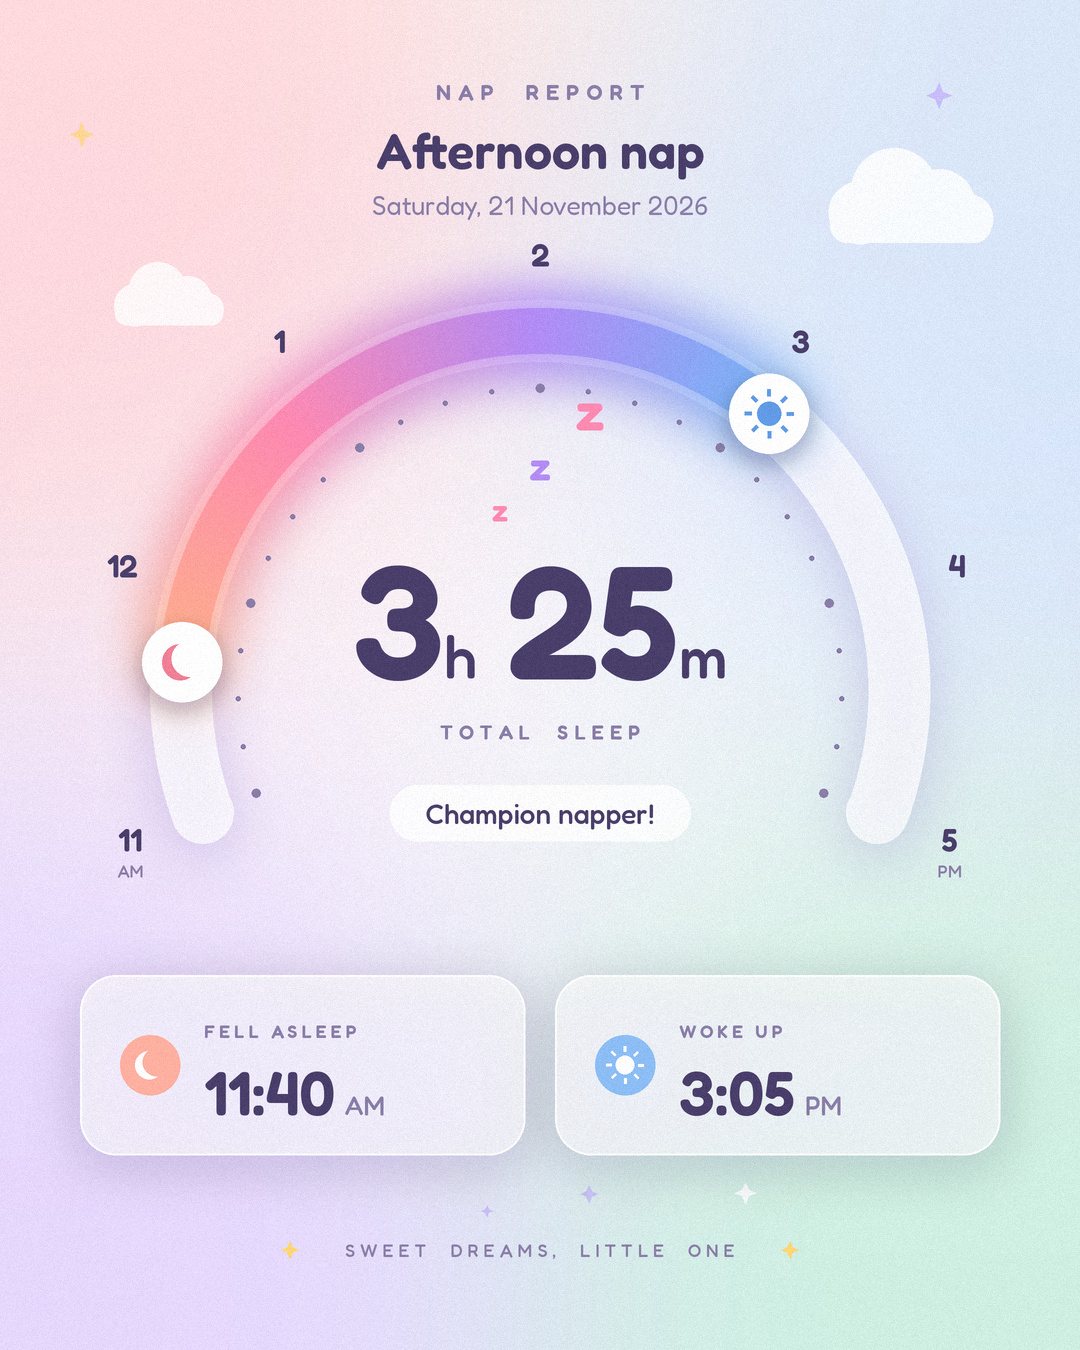 NAP REPORT
Afternoon nap
Saturday, 21 November 2026
2
1
3
12
4
z
z
z
3h 25m
TOTAL SLEEP
Champion napper!
11
AM
5
PM
FELL ASLEEP
11:40 AM
WOKE UP
3:05 PM
SWEET DREAMS, LITTLE ONE